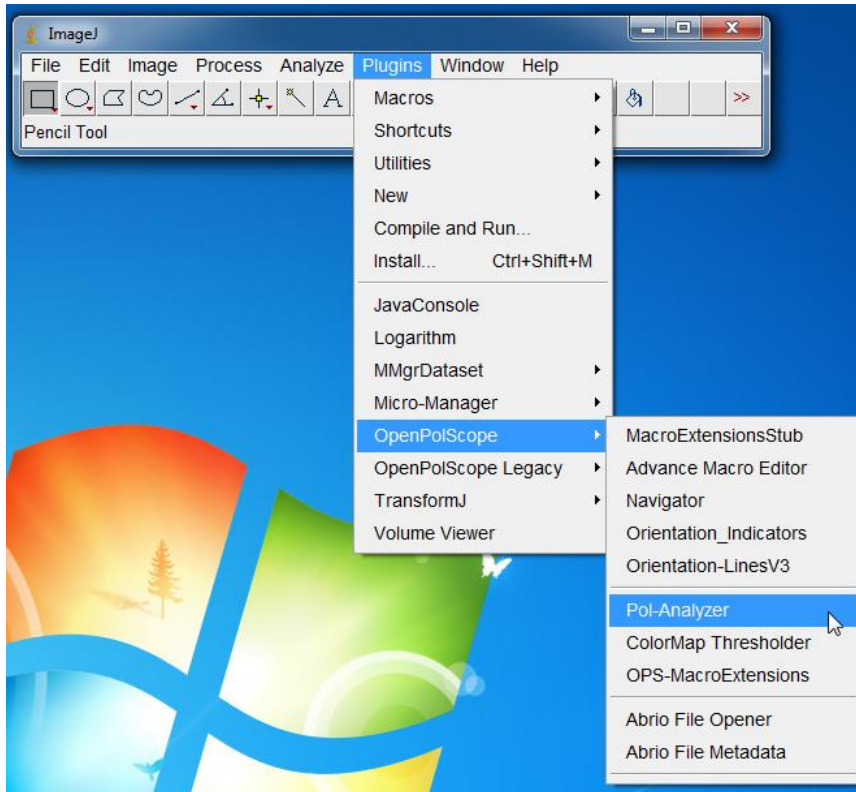 ImageJ
File Edit Image Process Analyze Plugins Window Help
A >>
Pencil Tool
Macros
Shortcuts
Utilities
New
Compile and Run...
Install... Ctrl+Shift+M
JavaConsole
Logarithm
MMgrDataset
Micro-Manager
OpenPolScope
OpenPolScope Legacy
TransformJ
Volume Viewer
MacroExtensionsStub
Advance Macro Editor
Navigator
Orientation_Indicators
Orientation-LinesV3
Pol-Analyzer
ColorMap Thresholder
OPS-MacroExtensions
Abrio File Opener
Abrio File Metadata